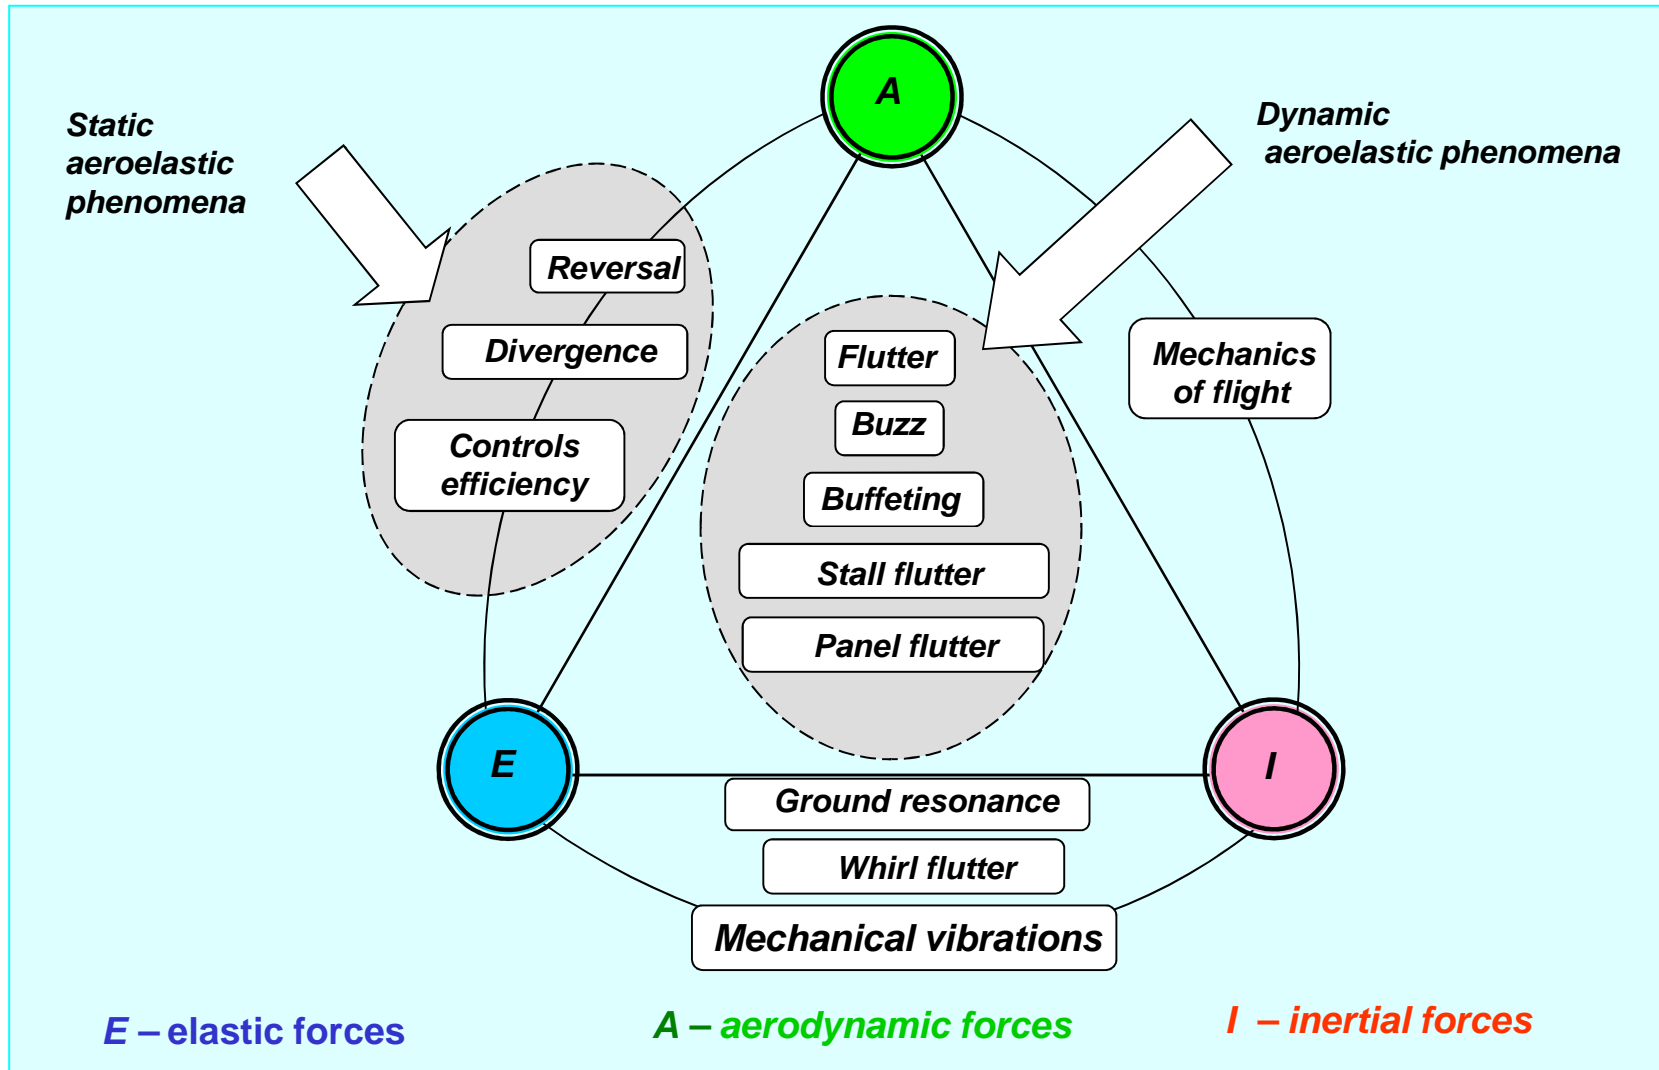 A
Static
aeroelastic
phenomena
Dynamic
aeroelastic phenomena
Reversal
Divergence
Controls
efficiency
Flutter
Buzz
Buffeting
Stall flutter
Panel flutter
Mechanics
of flight
E
I
Ground resonance
Whirl flutter
Mechanical vibrations
E – elastic forces
A – aerodynamic forces
I – inertial forces